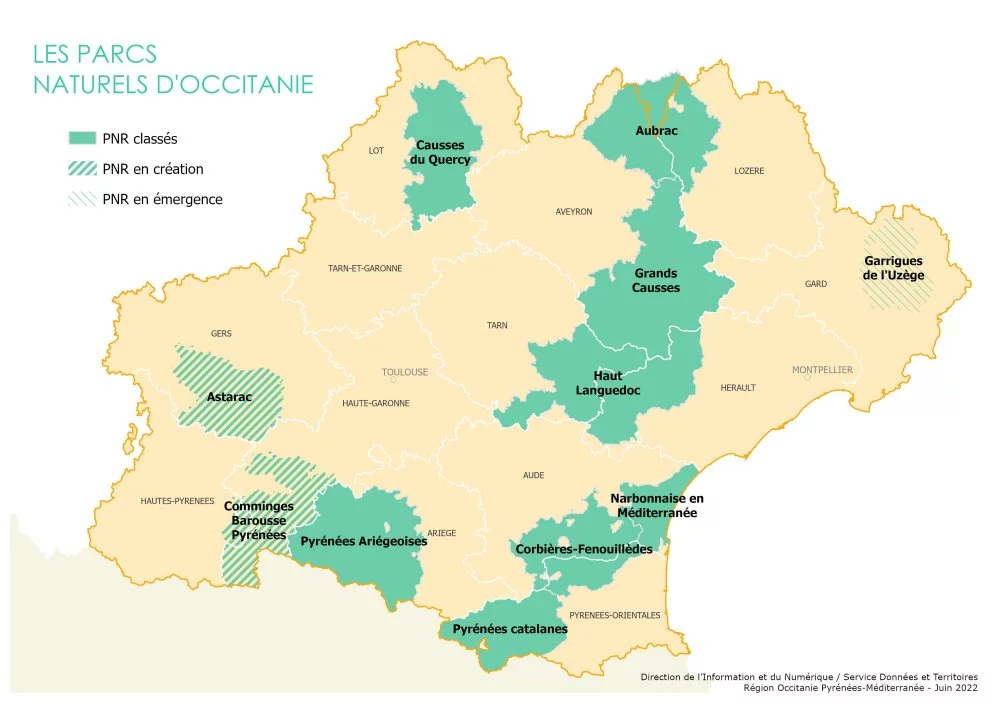 LES PARCS
NATURELS D'OCCITANIE
PNR classés
PNR en création
PNR en émergence
Causses
du Quercy
LOT
Aubrac
LOZERE
AVEYRON
Garrigues
de l'Uzège
TARN-ET-GARONNE
Grands
Causses
GARD
GERS
TARN
TOULOUSE
MONTPELLIER
Haut
Languedoc
HERAULT
Astarac
HAUTE-GARONNE
AUDE
HAUTES-PYRENEES
Comminges
Barousse
Pyrénées
Narbonnaise en
Méditerranée
Pyrénées Ariégeoises
ARIEGE
Corbières-Fenouillèdes
PYRENEES-ORIENTALES
Pyrénées catalanes
Direction de l'Information et du Numérique / Service Données et Territoires
Région Occitanie Pyrénées-Méditerranée - Juin 2022